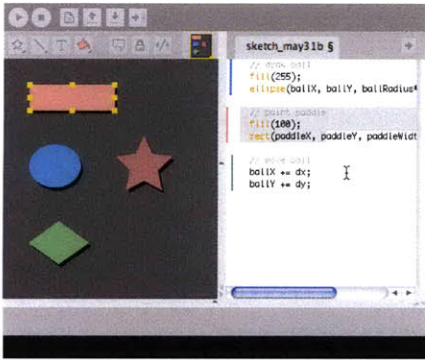 T
</>
sketch_may31b §
// draw ball
fill(255);
ellipse(ballX, ballY, ballRadius*
// paint paddle
fill(100);
rect(paddleX, paddleY, paddleWidt
// move ball
ballX += dx;
ballY += dy;